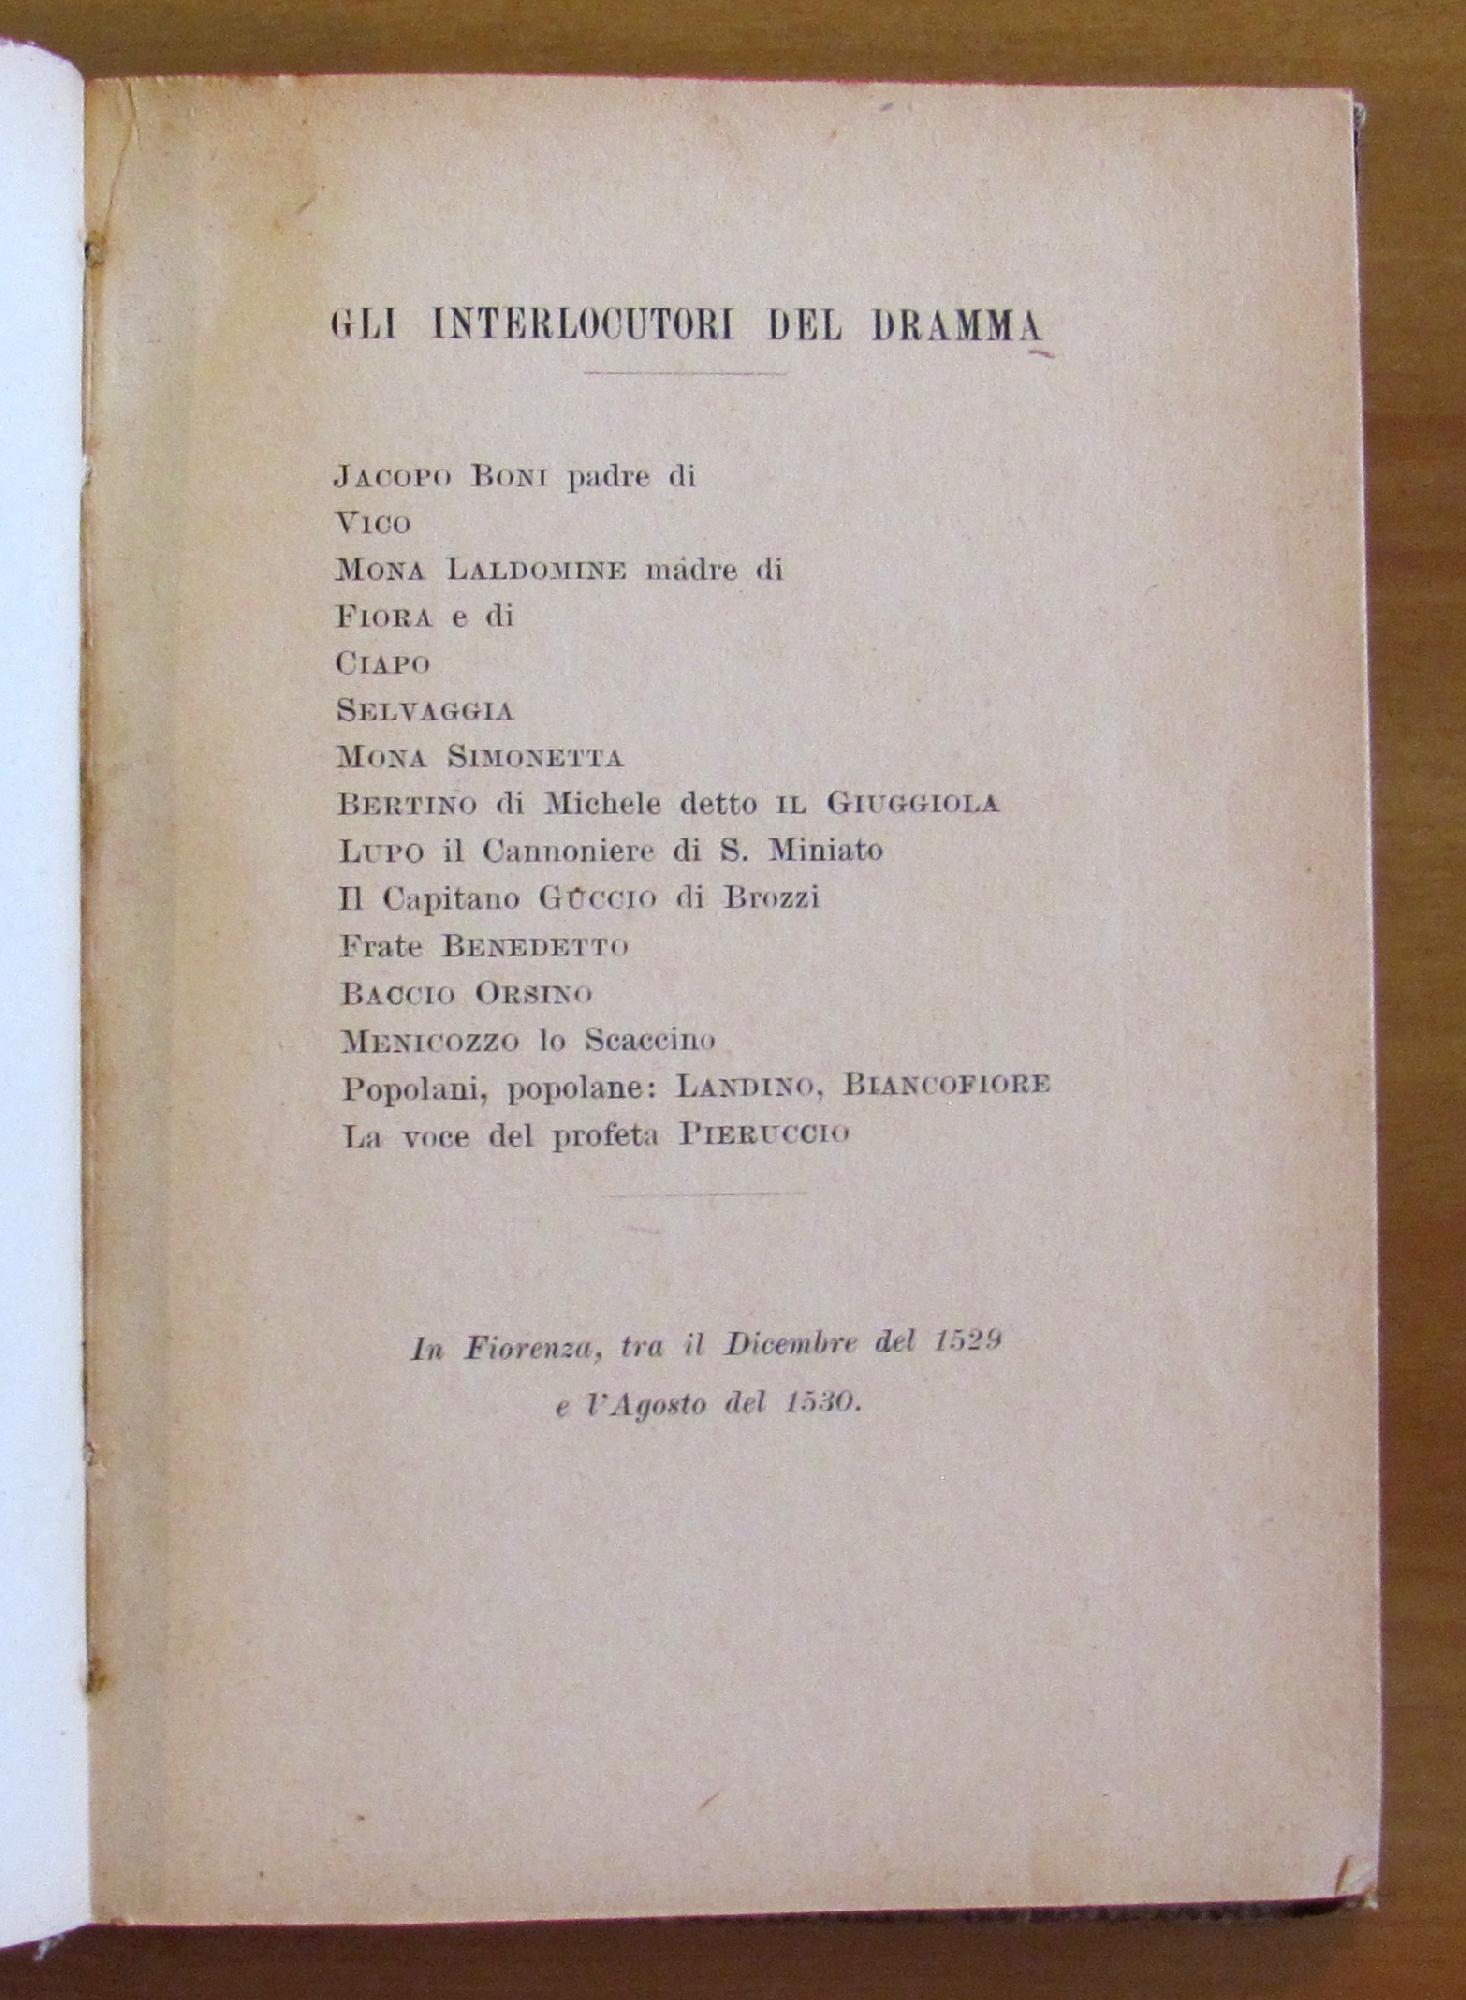 GLI INTERLOCUTORI DEL DRAMMA
JACOPO BONI padre di
VICO
MONA LALDOMINE madre di
FIORA e di
CIAPO
SELVAGGIA
MONA SIMONETTA
BERTINO di Michele detto IL GIUGGIOLA
LUPO il Cannoniere di S. Miniato
Il Capitano GUCCIO di Brozzi
Frate BENEDETTO
BACCIO ORSINO
MENICOZZO lo Scaccino
Popolani, popolane: LANDINO, BIANCOFIORE
La voce del profeta PIERUCCIO
In Fiorenza, tra il Dicembre del 1529
e l'Agosto del 1530.